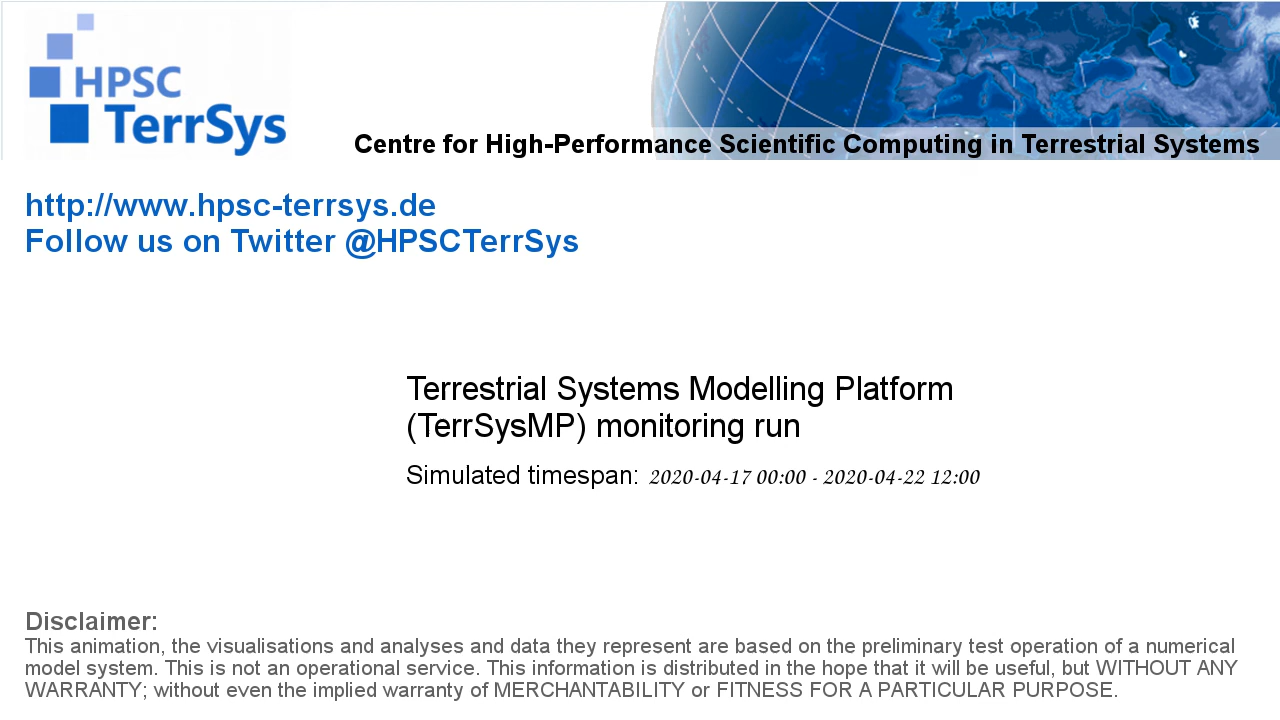 HPSC
TerrSys
Centre for High-Performance Scientific Computing in Terrestrial Systems
http://www.hpsc-terrsys.de
Follow us on Twitter @HPSCTerrSys
Terrestrial Systems Modelling Platform
(TerrSysMP) monitoring run
Simulated timespan: 2020-04-17 00:00 - 2020-04-22 12:00
Disclaimer:
This animation, the visualisations and analyses and data they represent are based on the preliminary test operation of a numerical
model system. This is not an operational service. This information is distributed in the hope that it will be useful, but WITHOUT ANY
WARRANTY; without even the implied warranty of MERCHANTABILITY or FITNESS FOR A PARTICULAR PURPOSE.